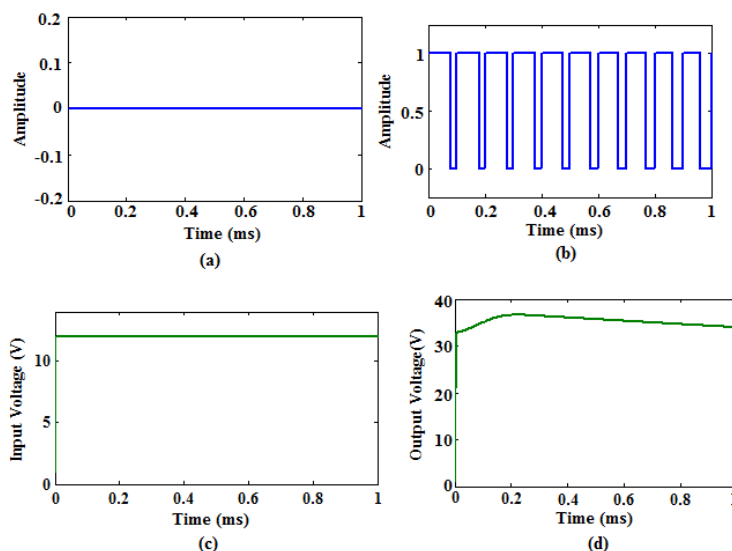 0.2
0.1
0
-0.1
-0.2
Amplitude
0 0.2 0.4 0.6 0.8 1
Time (ms)
(a)
1
0.5
0
Amplitude
0 0.2 0.4 0.6 0.8 1
Time (ms)
(b)
10
5
0
Input Voltage (V)
0 0.2 0.4 0.6 0.8 1
Time (ms)
(c)
40
30
20
10
0
Output Voltage(V)
0 0.2 0.4 0.6 0.8 1
Time (ms)
(d)